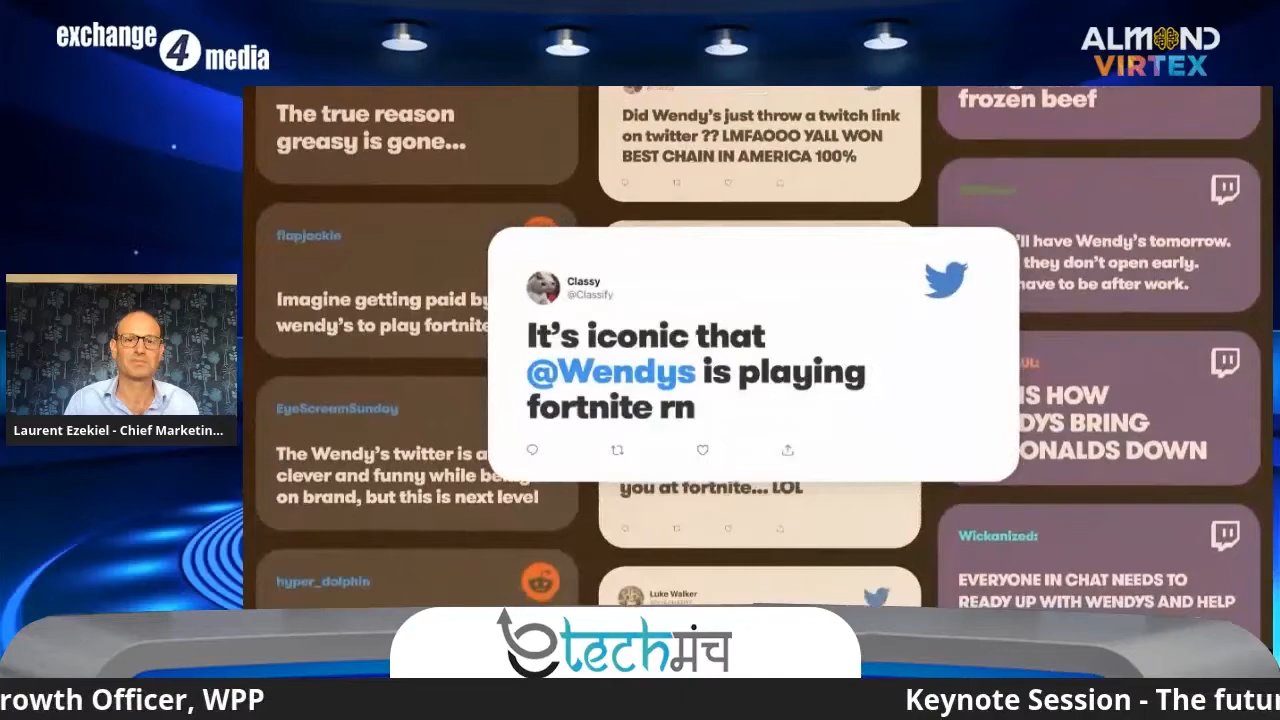 exchange
4
media
ALMOND
VIRTEX
The true reason
greasy is gone...
flapjackie
Imagine getting paid by
wendy's to play fortnite
EyeScreamSunday
The Wendy's twitter is a
clever and funny while being
on brand, but this is next level
hyper_dolphin
Did Wendy's just throw a twitch link
on twitter ?? LMFAOOO YALL WON
BEST CHAIN IN AMERICA 100%
Classy
@Classify
It's iconic that
@Wendys is playing
fortnite rn
you at fortnite... LOL
Luke Walker
frozen beef
'll have Wendy's tomorrow.
they don't open early.
have to be after work.
UL:
IS HOW
DYS BRING
ONALDS DOWN
Wickanized:
EVERYONE IN CHAT NEEDS TO
READY UP WITH WENDYS AND HELP
Laurent Ezekiel - Chief Marketin...
etechमंच
rowth Officer, WPP
Keynote Session - The futur